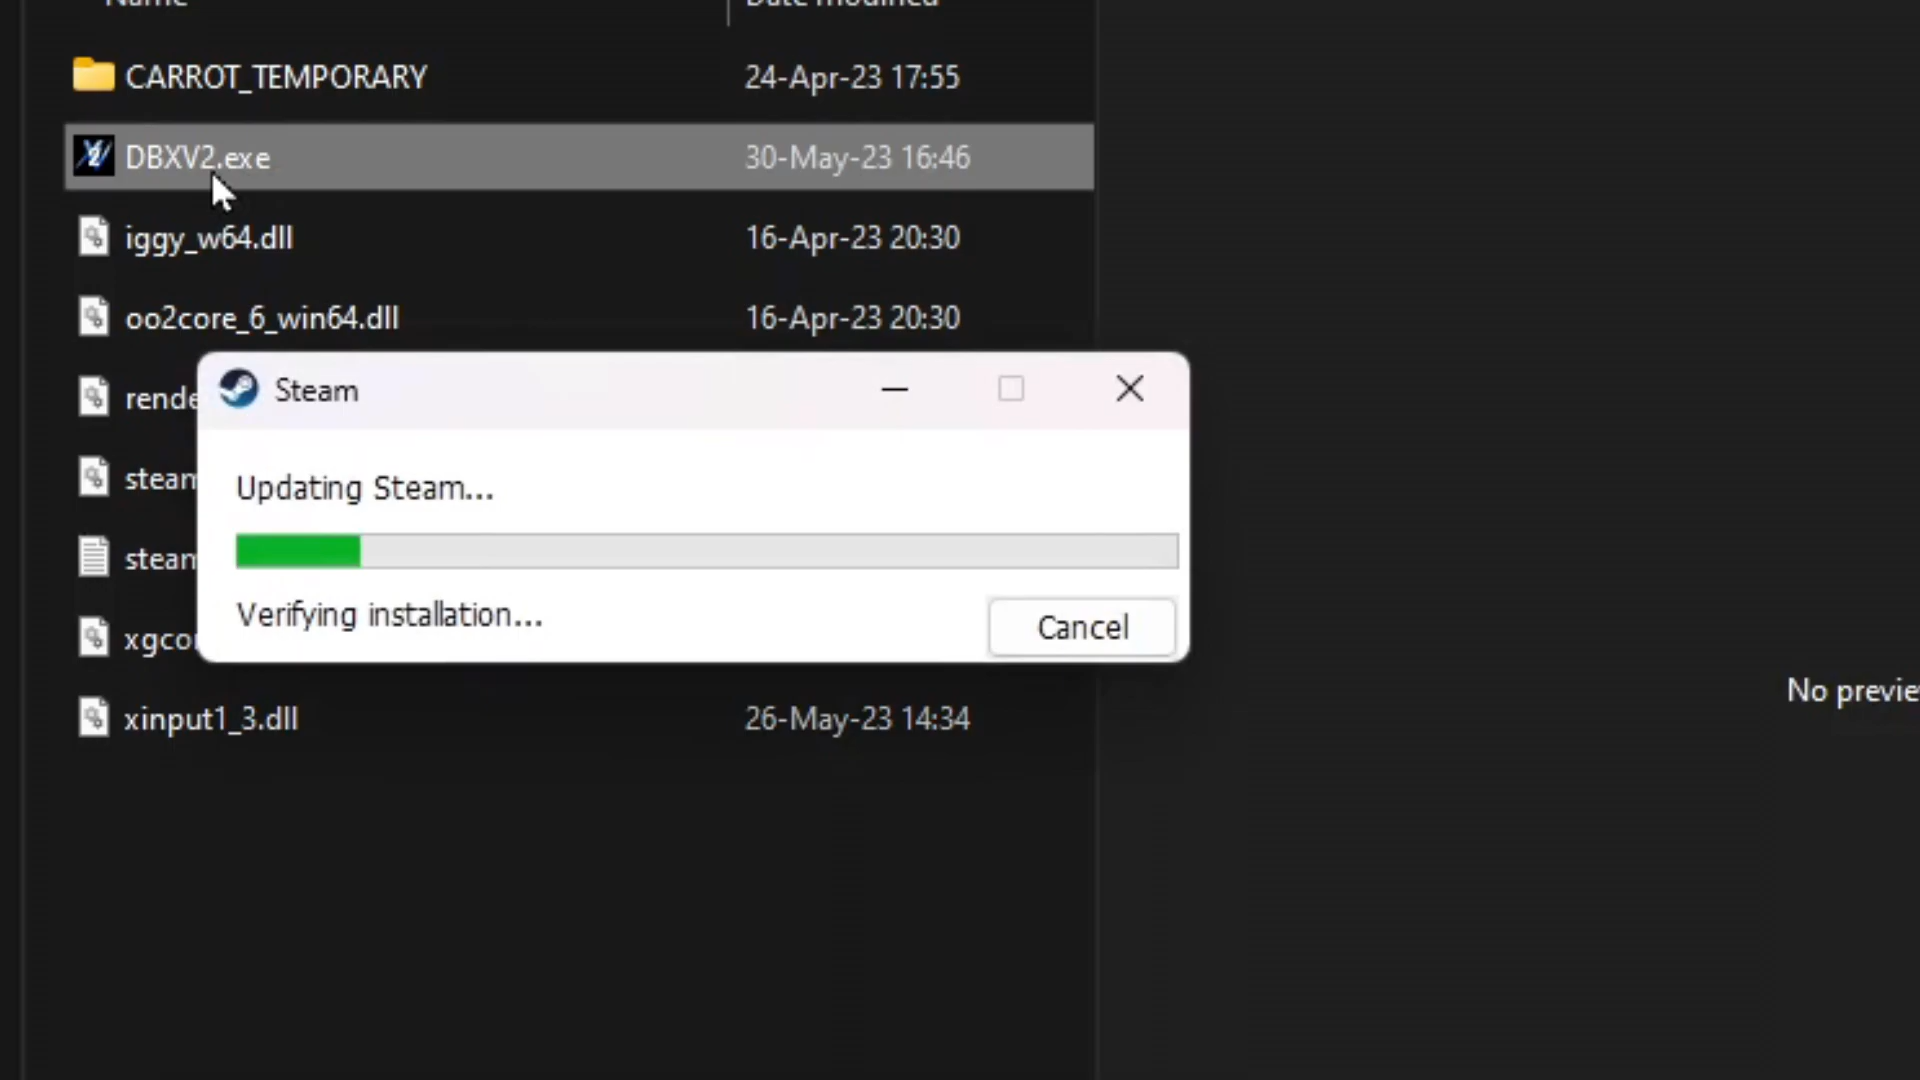 Name Date modified
CARROT_TEMPORARY 24-Apr-23 17:55
DBXV2.exe 30-May-23 16:46
iggy_w64.dll 16-Apr-23 20:30
oo2core_6_win64.dll 16-Apr-23 20:30
rende
Steam
steam
Updating Steam...
steam
Verifying installation...
Cancel
xgco
No previe
xinput1_3.dll 26-May-23 14:34